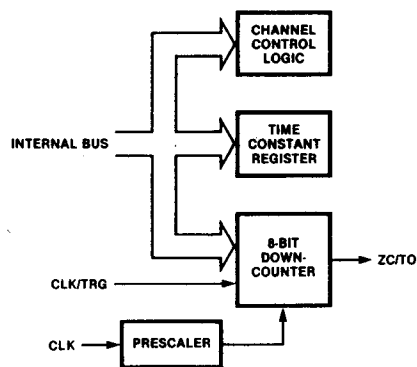 CHANNEL
CONTROL
LOGIC
INTERNAL BUS
TIME
CONSTANT
REGISTER
8-BIT
DOWN-
COUNTER
ZC/TO
CLK/TRG
CLK
PRESCALER